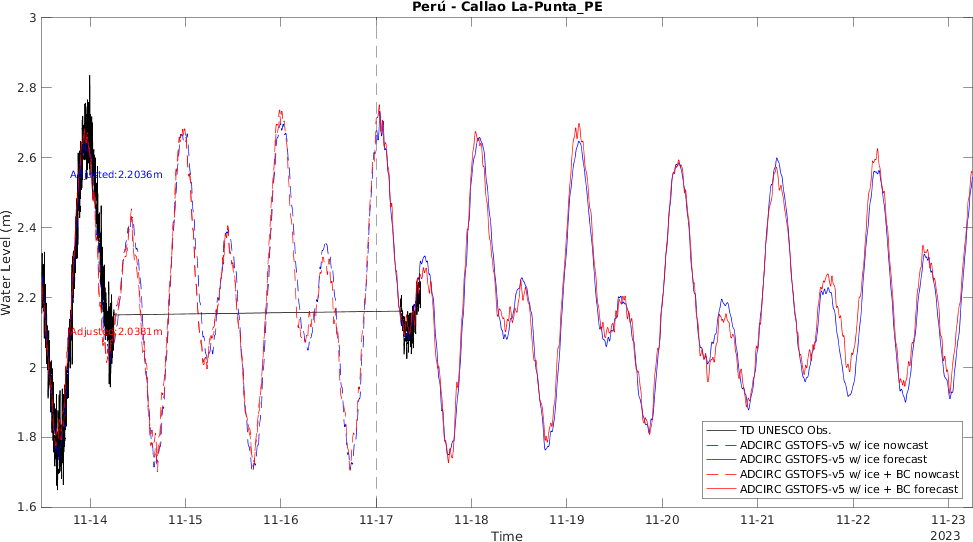 Perú - Callao La-Punta_PE
3
2.8
2.6
2.4
2.2
2
1.8
1.6
Water Level (m)
Adjusted:2.2036m
Adjusted:2.0381m
TD UNESCO Obs.
ADCIRC GSTOFS-v5 w/ ice nowcast
ADCIRC GSTOFS-v5 w/ ice forecast
ADCIRC GSTOFS-v5 w/ ice + BC nowcast
ADCIRC GSTOFS-v5 w/ ice + BC forecast
11-14 11-15 11-16 11-17 11-18 11-19 11-20 11-21 11-22 11-23
Time
2023